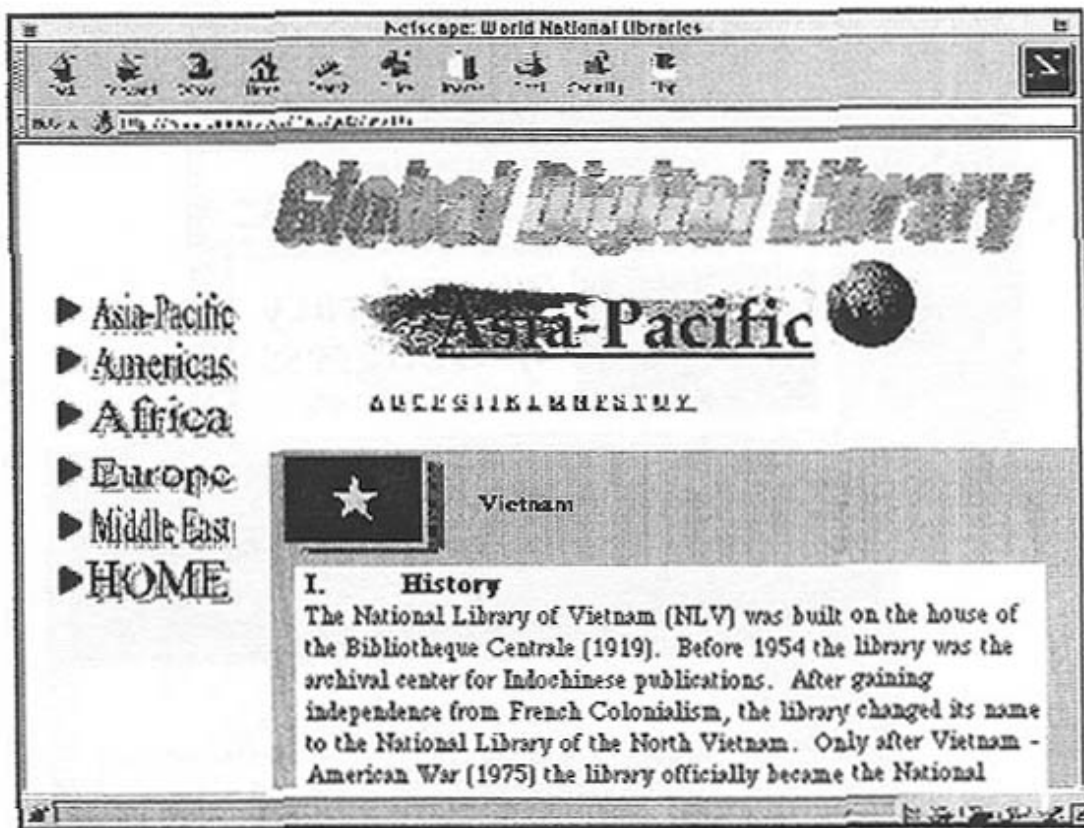 Netscape: World National Libraries
Global Digital Library
Asia-Pacific
Asia-Pacific
Americas
Africa
Europe
Middle East
HOME
Vietnam
I. History
The National Library of Vietnam (NLV) was built on the house of
the Bibliotheque Centrale (1919). Before 1954 the library was the
archival center for Indochinese publications. After gaining
independence from French Colonialism, the library changed its name
to the National Library of the North Vietnam. Only after Vietnam -
American War (1975) the library officially became the National